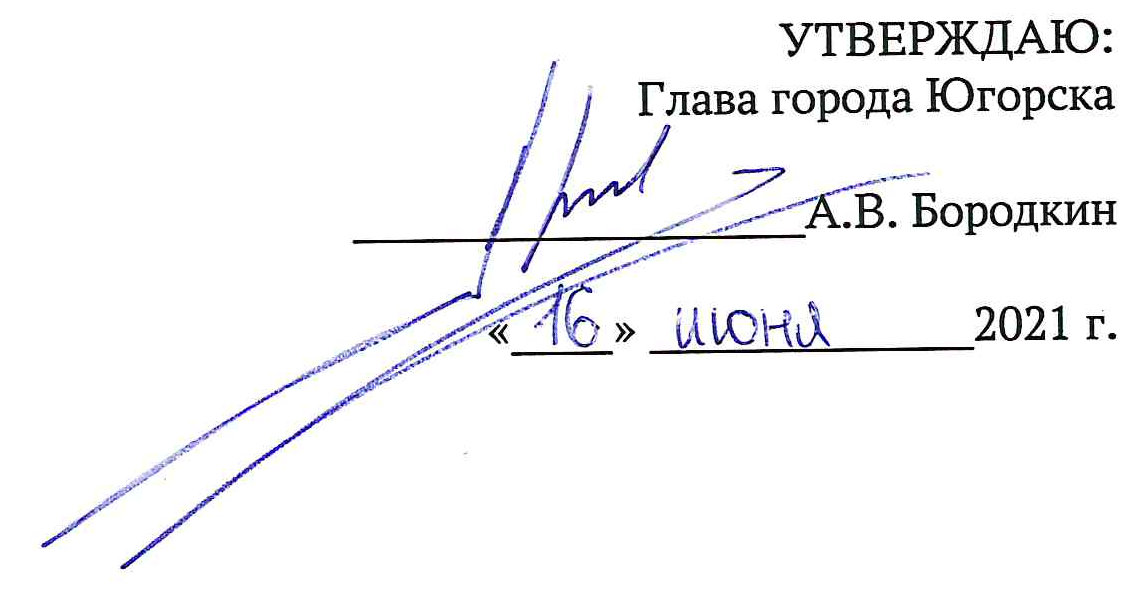 УТВЕРЖДАЮ:
Глава города Югорска
А.В. Бородкин
«16» июня 2021 г.